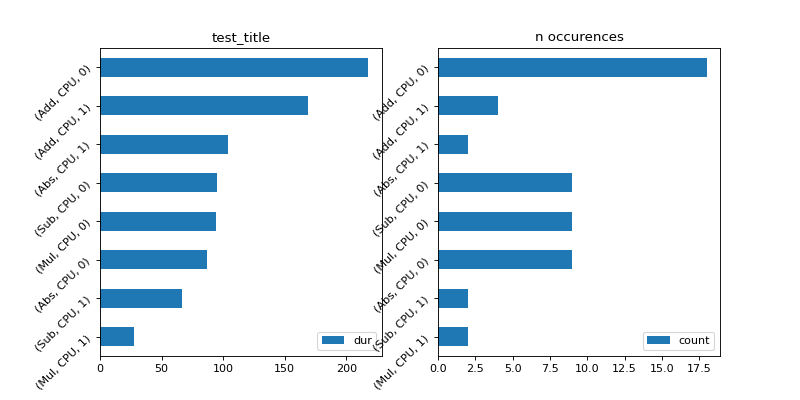 test_title
(Add, CPU, 0)
(Add, CPU, 1)
(Abs, CPU, 1)
(Sub, CPU, 0)
(Mul, CPU, 0)
(Abs, CPU, 0)
(Sub, CPU, 1)
(Mul, CPU, 1)
dur
0 50 100 150 200
n occurences
(Add, CPU, 0)
(Add, CPU, 1)
(Abs, CPU, 1)
(Sub, CPU, 0)
(Mul, CPU, 0)
(Abs, CPU, 0)
(Sub, CPU, 1)
(Mul, CPU, 1)
count
0.0 2.5 5.0 7.5 10.0 12.5 15.0 17.5